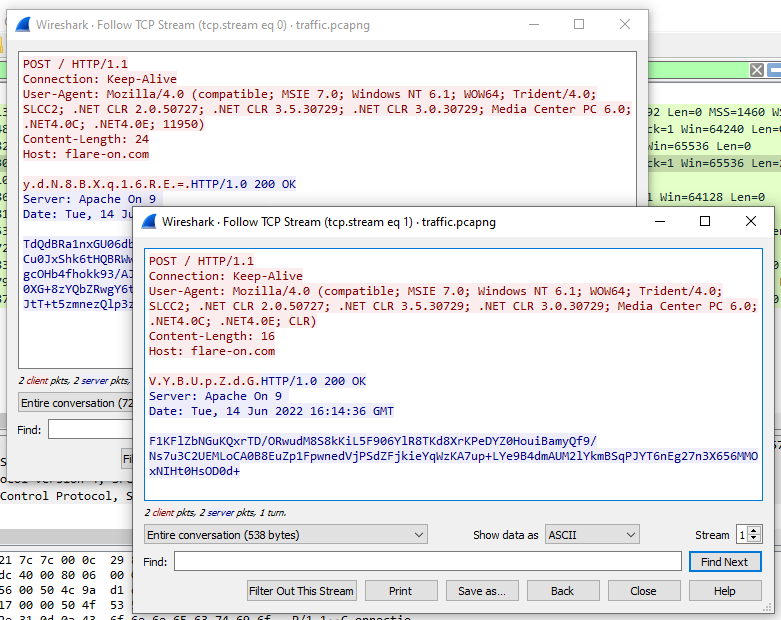 Wireshark · Follow TCP Stream (tcp.stream eq 0) · traffic.pcapng
POST / HTTP/1.1
Connection: Keep-Alive
User-Agent: Mozilla/4.0 (compatible; MSIE 7.0; Windows NT 6.1; WOW64; Trident/4.0;
SLCC2; .NET CLR 2.0.50727; .NET CLR 3.5.30729; .NET CLR 3.0.30729; Media Center PC 6.0;
.NET4.0C; .NET4.0E; 11950)
Content-Length: 24
Host: flare-on.com
y.d.N.8.B.X.q.1.6.R.E.=.HTTP/1.0 200 OK
Server: Apache On 9
Date: Tue, 14 Ju
TdQdBRa1nxGU06db
Cu0JxShk6tHQBRWw
gcOHb4fhokk93/AJ
0XG+8zYQbZRwgY6t
JtT+t5zmnezQlp3z
2 client pkts, 2 server pkts,
Entire conversation (72
Find:
Fil
92 Len=0 MSS=1460 WS
ck=1 Win=64240 Len=0
Win=65536 Len=0
ck=1 Win=65536 Len=
1 Win=64128 Len=0
Wireshark · Follow TCP Stream (tcp.stream eq 1) · traffic.pcapng
POST / HTTP/1.1
Connection: Keep-Alive
User-Agent: Mozilla/4.0 (compatible; MSIE 7.0; Windows NT 6.1; WOW64; Trident/4.0;
SLCC2; .NET CLR 2.0.50727; .NET CLR 3.5.30729; .NET CLR 3.0.30729; Media Center PC 6.0;
.NET4.0C; .NET4.0E; CLR)
Content-Length: 16
Host: flare-on.com
V.Y.B.U.p.Z.d.G.HTTP/1.0 200 OK
Server: Apache On 9
Date: Tue, 14 Jun 2022 16:14:36 GMT
F1KFlZbNGuKQxrTD/ORwudM8S8kKiL5F906YlR8TKd8XrKPeDYZ0HouiBamyQf9/
Ns7u3C2UEMLoCA0B8EuZp1FpwnedVjPSdZFjkieYqWzKA7up+LYe9B4dmAUM2lYkmBSqPJYT6nEg27n3X656MMO
xNIHt0HsOD0d+
2 client pkts, 2 server pkts, 1 turn.
Entire conversation (538 bytes)
Show data as
ASCII
Stream
1
Find:
Find Next
Filter Out This Stream
Print
Save as...
Back
Close
Help
Control Protocol, S
21 7c 7c 00 0c 29
dc 40 00 80 06 00
56 00 50 4c 9a d1
17 00 00 50 4f 53